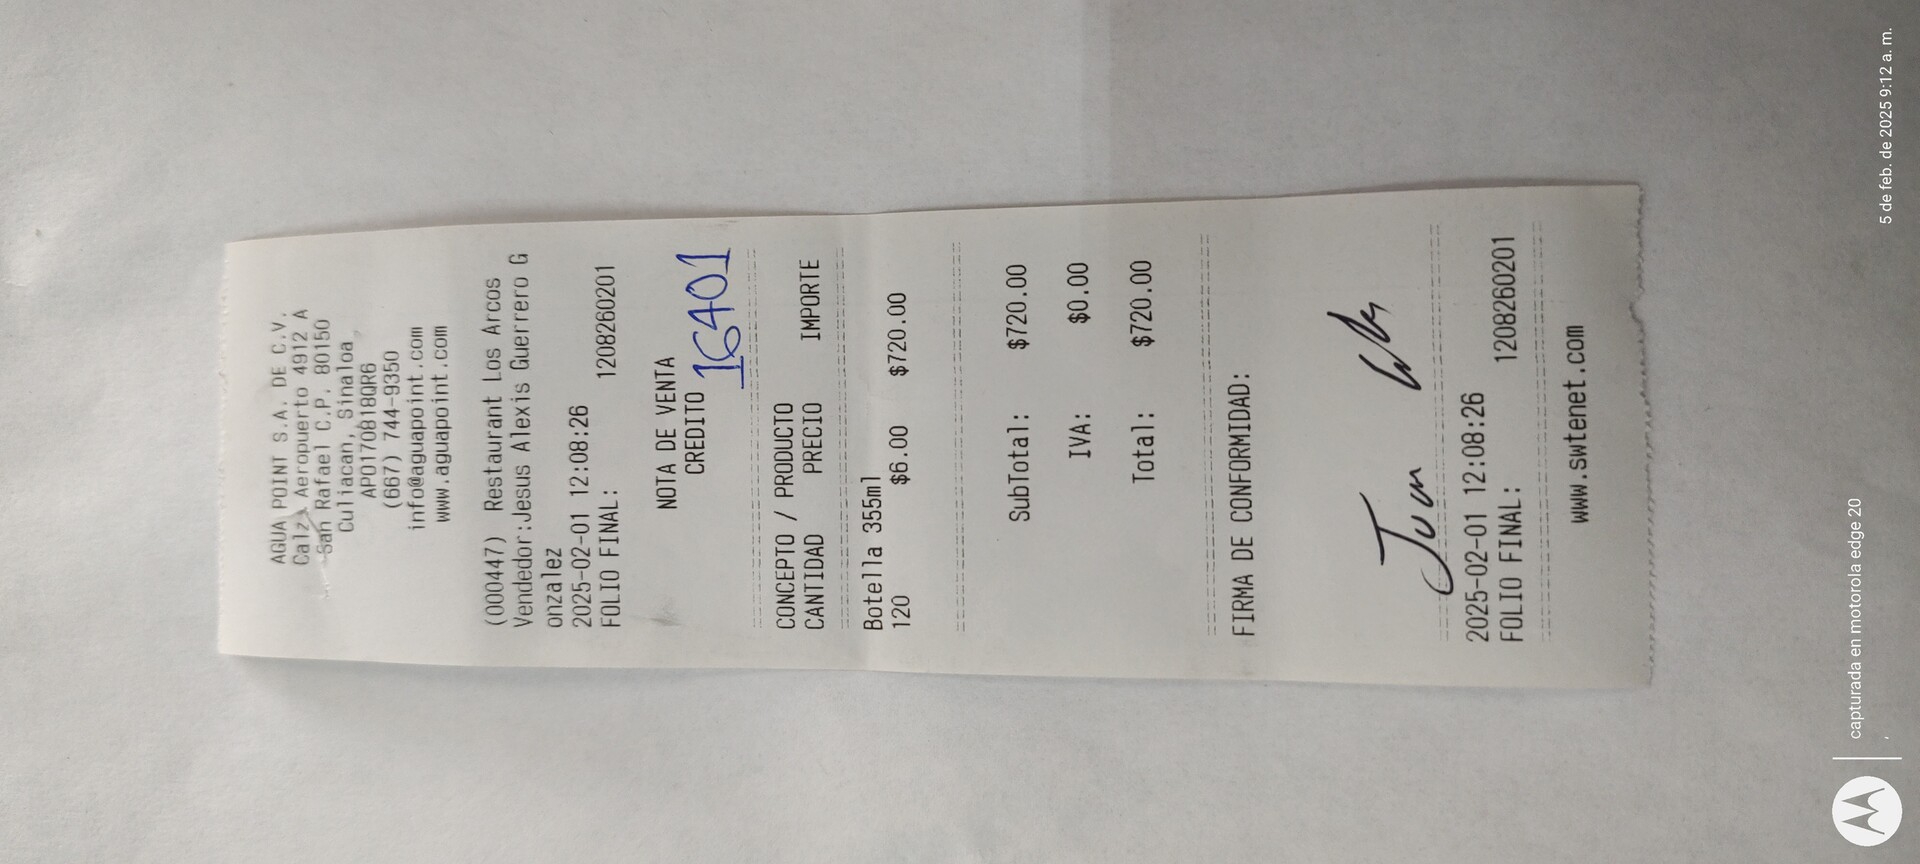 AGUA POINT S.A. DE C.V.
Calz. Aeropuerto 4912 A
San Rafael C.P. 80150
Culiacan, Sinaloa
APO170818QR6
(667) 744-9350
info@aguapoint.com
www.aguapoint.com
(000447) Restaurant Los Arcos
Vendedor:Jesus Alexis Guerrero G
onzalez
2025-02-01 12:08:26
FOLIO FINAL: 1208260201
NOTA DE VENTA
CREDITO 16401
CONCEPTO / PRODUCTO
CANTIDAD PRECIO IMPORTE
Botella 355ml
120 $6.00 $720.00
SubTotal: $720.00
IVA: $0.00
Total: $720.00
FIRMA DE CONFORMIDAD:
Juan
2025-02-01 12:08:26
FOLIO FINAL: 1208260201
www.swtenet.com
capturada en motorola edge 20
5 de feb. de 2025 9:12 a. m.